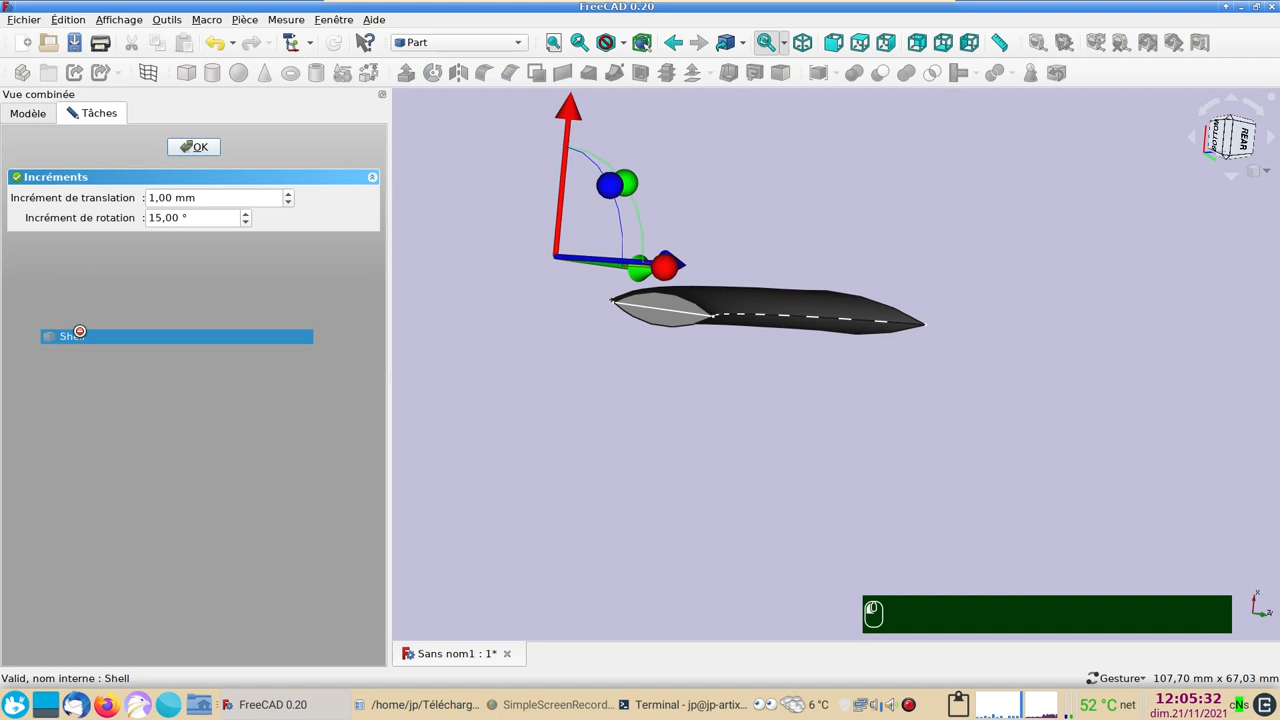 FreeCAD 0.20
Fichier Édition Affichage Outils Macro Pièce Mesure Fenêtre Aide
Part
Vue combinée
Modèle Tâches
OK
Incréments
Incrément de translation : 1,00 mm
Incrément de rotation : 15,00 °
Shell
BOTTOM REAR
X
Z
Sans nom1 : 1*
Valid, nom interne : Shell
Gesture 107,70 mm x 67,03 mm
FreeCAD 0.20
/home/jp/Télécharg...
SimpleScreenRecord...
Terminal - jp@jp-artix...
6 °C
52 °C net
12:05:32
dim.21/11/2021
cNs